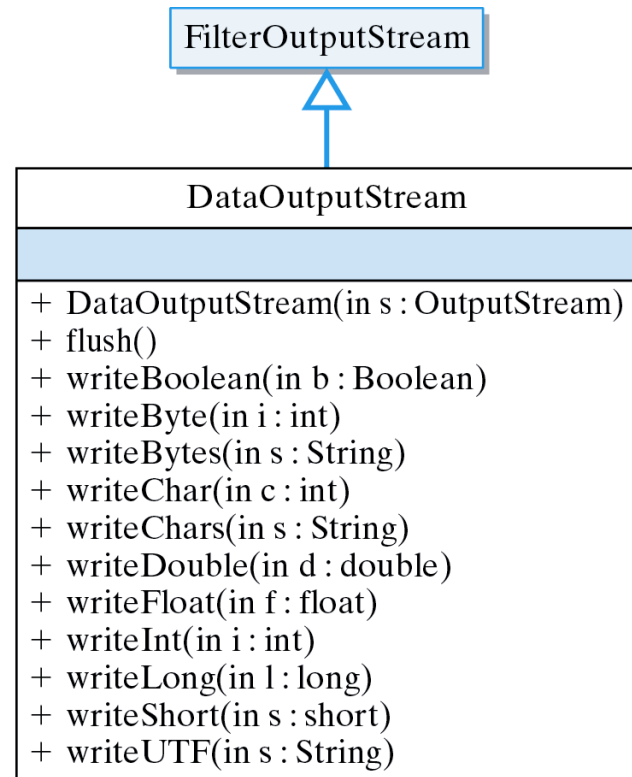 FilterOutputStream
DataOutputStream
+ DataOutputStream(in s : OutputStream)
+ flush()
+ writeBoolean(in b : Boolean)
+ writeByte(in i : int)
+ writeBytes(in s : String)
+ writeChar(in c : int)
+ writeChars(in s : String)
+ writeDouble(in d : double)
+ writeFloat(in f : float)
+ writeInt(in i : int)
+ writeLong(in l : long)
+ writeShort(in s : short)
+ writeUTF(in s : String)